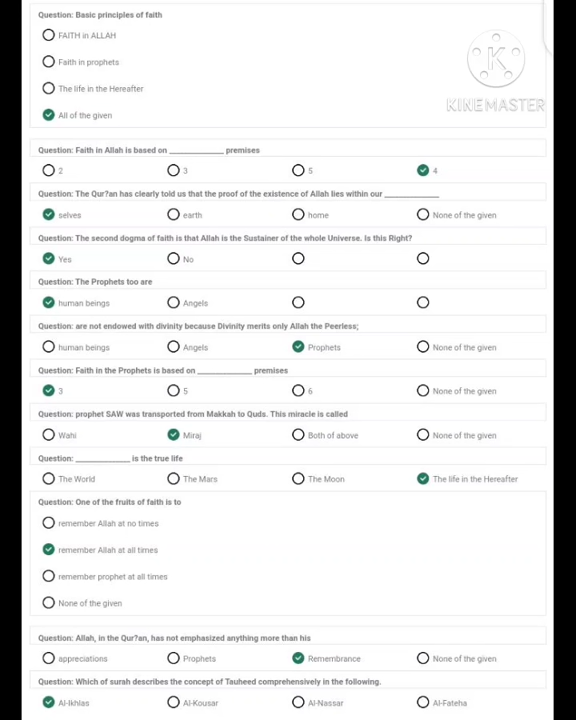 Question: Basic principles of faith
FAITH in ALLAH
Faith in prophets
The life in the Hereafter
All of the given
K
KINEMASTER
Question: Faith in Allah is based on ____________ premises
2 3 5 4
Question: The Qur?an has clearly told us that the proof of the existence of Allah lies within our ____________
selves earth home None of the given
Question: The second dogma of faith is that Allah is the Sustainer of the whole Universe. Is this Right?
Yes No
Question: The Prophets too are
human beings Angels
Question: are not endowed with divinity because Divinity merits only Allah the Peerless;
human beings Angels Prophets None of the given
Question: Faith in the Prophets is based on ____________ premises
3 5 6 None of the given
Question: prophet SAW was transported from Makkah to Quds. This miracle is called
Wahi Miraj Both of above None of the given
Question: ____________ is the true life
The World The Mars The Moon The life in the Hereafter
Question: One of the fruits of faith is to
remember Allah at no times
remember Allah at all times
remember prophet at all times
None of the given
Question: Allah, in the Qur?an, has not emphasized anything more than his
appreciations Prophets Remembrance None of the given
Question: Which of surah describes the concept of Tauheed comprehensively in the following.
Al-Ikhlas Al-Kousar Al-Nassar Al-Fateha